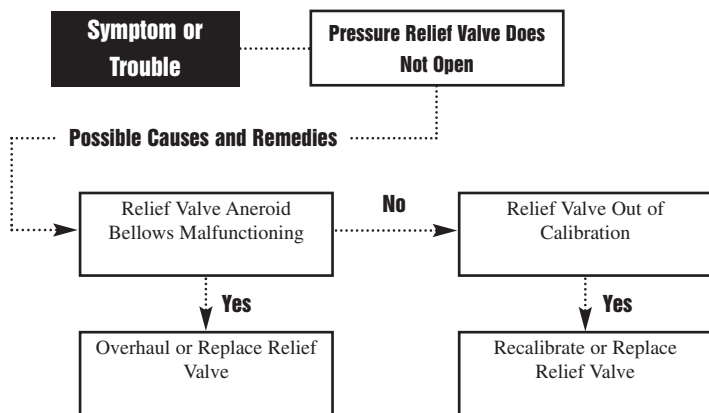 Symptom or
Trouble
Pressure Relief Valve Does
Not Open
Possible Causes and Remedies
Relief Valve Aneroid
Bellows Malfunctioning
No
Relief Valve Out of
Calibration
Yes
Yes
Overhaul or Replace Relief
Valve
Recalibrate or Replace
Relief Valve